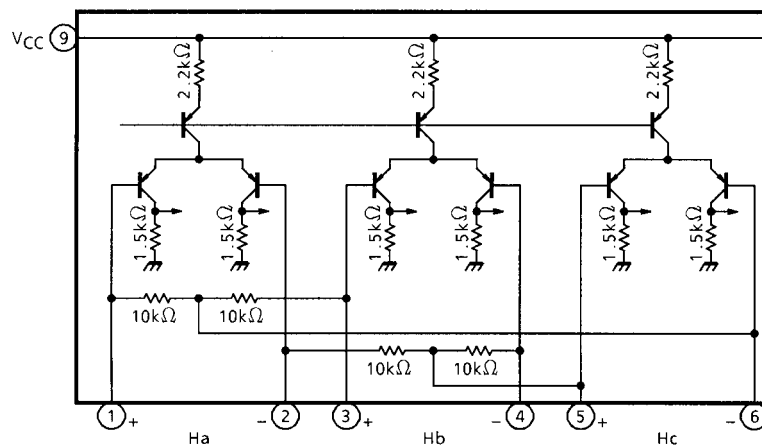 VCC 9
2.2kΩ 2.2kΩ 2.2kΩ
1.5kΩ 1.5kΩ 1.5kΩ 1.5kΩ 1.5kΩ 1.5kΩ
10kΩ 10kΩ
10kΩ 10kΩ
1 + - 2 3 + - 4 5 + - 6
Ha Hb Hc